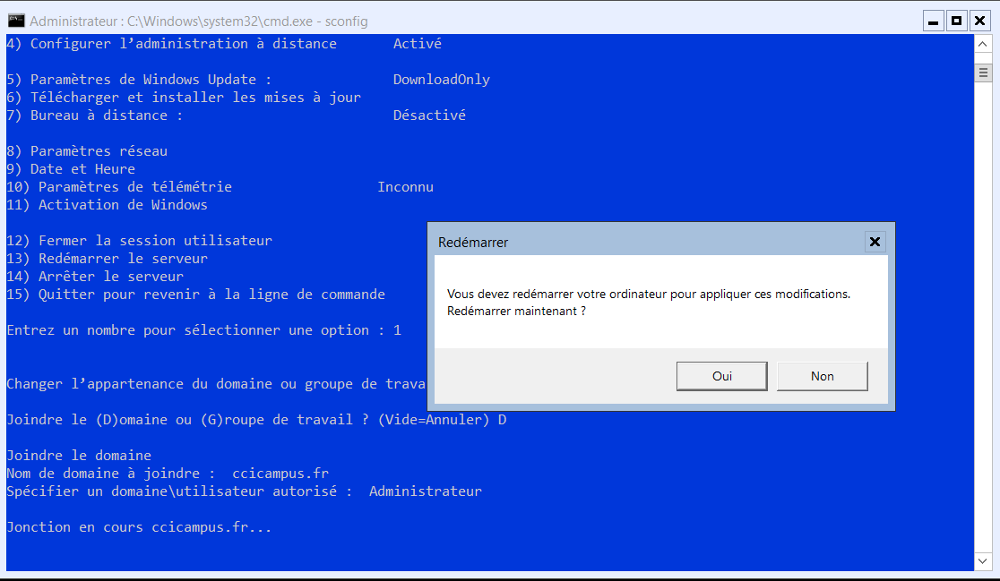 Administrateur : C:\Windows\system32\cmd.exe - sconfig
4) Configurer l’administration à distance Activé
5) Paramètres de Windows Update : DownloadOnly
6) Télécharger et installer les mises à jour
7) Bureau à distance : Désactivé
8) Paramètres réseau
9) Date et Heure
10) Paramètres de télémétrie Inconnu
11) Activation de Windows
12) Fermer la session utilisateur
13) Redémarrer le serveur
14) Arrêter le serveur
15) Quitter pour revenir à la ligne de commande
Entrez un nombre pour sélectionner une option : 1
Changer l’appartenance du domaine ou groupe de trava
Joindre le (D)omaine ou (G)roupe de travail ? (Vide=Annuler) D
Joindre le domaine
Nom de domaine à joindre : ccicampus.fr
Spécifier un domaine\utilisateur autorisé : Administrateur
Jonction en cours ccicampus.fr...
Redémarrer
Vous devez redémarrer votre ordinateur pour appliquer ces modifications.
Redémarrer maintenant ?
Oui Non